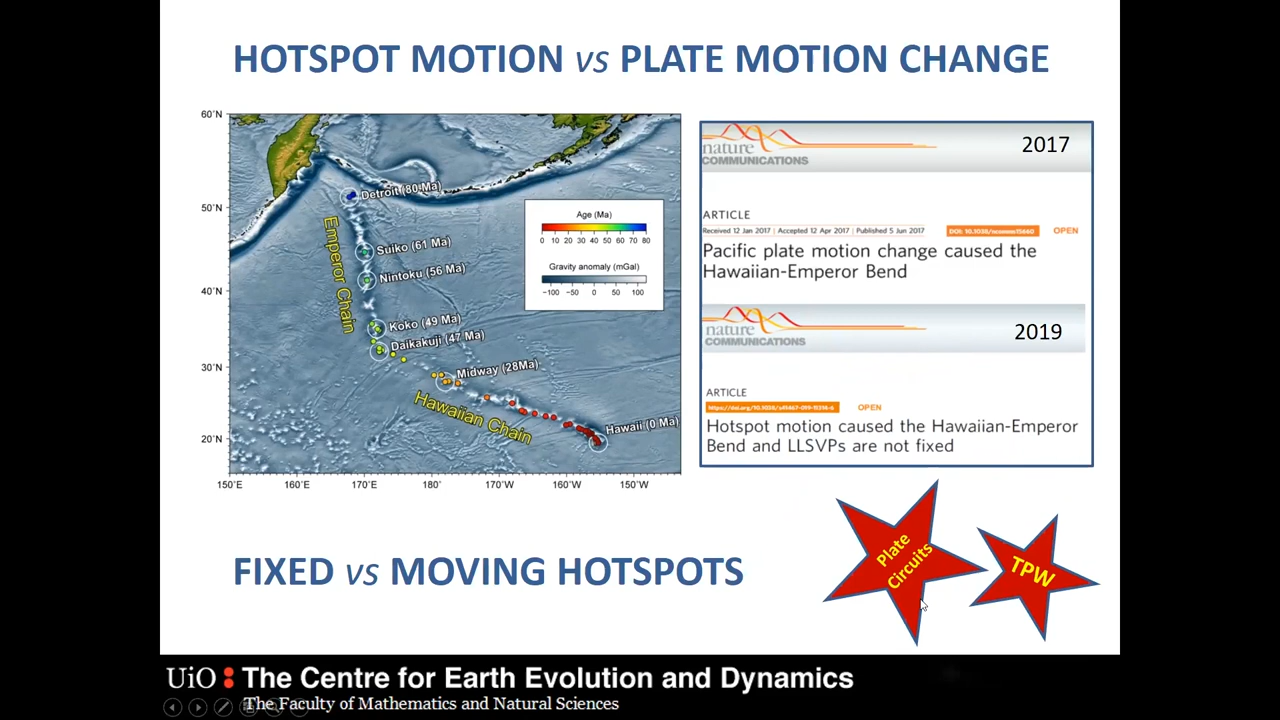 HOTSPOT MOTION vs PLATE MOTION CHANGE
60°N
50°N
40°N
30°N
20°N
150°E
160°E
170°E
180°
170°W
160°W
150°W
Detroit (80 Ma)
Suiko (61 Ma)
Nintoku (56 Ma)
Koko (49 Ma)
Daikakuji (47 Ma)
Midway (28Ma)
Hawaii (0 Ma)
Emperor Chain
Hawaiian Chain
Age (Ma)
0 10 20 30 40 50 60 70 80
Gravity anomaly (mGal)
−100 −50 0 50 100
nature
COMMUNICATIONS
2017
ARTICLE
Received 12 Jan 2017 | Accepted 12 Apr 2017 | Published 5 Jun 2017
DOI: 10.1038/ncomms15660
OPEN
Pacific plate motion change caused the
Hawaiian-Emperor Bend
nature
COMMUNICATIONS
2019
ARTICLE
OPEN
Hotspot motion caused the Hawaiian-Emperor
Bend and LLSVPs are not fixed
Plate
Circuits
TPW
FIXED vs MOVING HOTSPOTS
UiO: The Centre for Earth Evolution and Dynamics
The Faculty of Mathematics and Natural Sciences